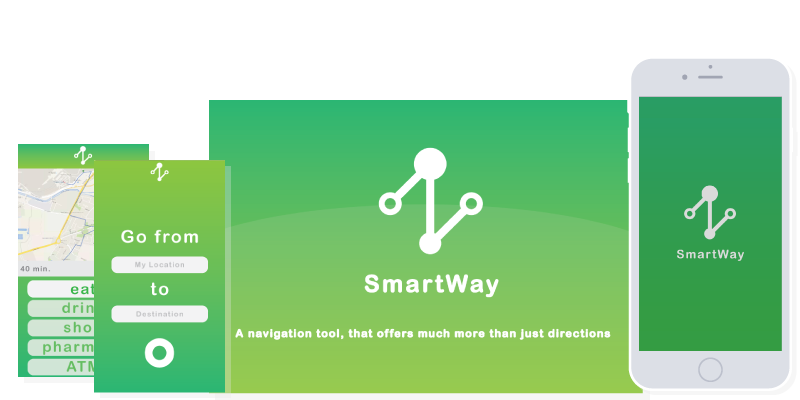 40 min.
eat
drin
sho
pharm
ATM
Go from
My Location
to
Destination
SmartWay
A navigation tool, that offers much more than just directions
SmartWay